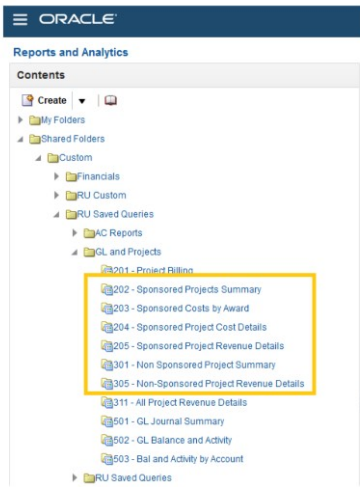 ORACLE
Reports and Analytics
Contents
Create
My Folders
Shared Folders
Custom
Financials
RU Custom
RU Saved Queries
AC Reports
GL and Projects
201 - Project Billing
202 - Sponsored Projects Summary
203 - Sponsored Costs by Award
204 - Sponsored Project Cost Details
205 - Sponsored Project Revenue Details
301 - Non Sponsored Project Summary
305 - Non-Sponsored Project Revenue Details
311 - All Project Revenue Details
501 - GL Journal Summary
502 - GL Balance and Activity
503 - Bal and Activity by Account
RU Saved Queries